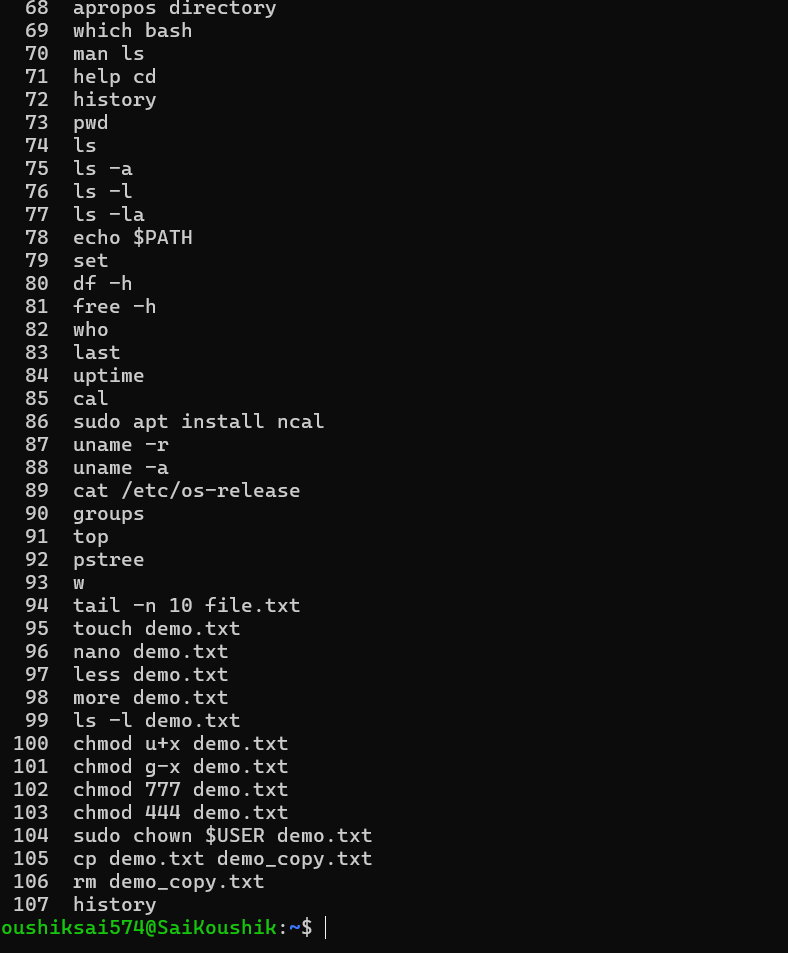 68  apropos directory
69  which bash
70  man ls
71  help cd
72  history
73  pwd
74  ls
75  ls -a
76  ls -l
77  ls -la
78  echo $PATH
79  set
80  df -h
81  free -h
82  who
83  last
84  uptime
85  cal
86  sudo apt install ncal
87  uname -r
88  uname -a
89  cat /etc/os-release
90  groups
91  top
92  pstree
93  w
94  tail -n 10 file.txt
95  touch demo.txt
96  nano demo.txt
97  less demo.txt
98  more demo.txt
99  ls -l demo.txt
100  chmod u+x demo.txt
101  chmod g-x demo.txt
102  chmod 777 demo.txt
103  chmod 444 demo.txt
104  sudo chown $USER demo.txt
105  cp demo.txt demo_copy.txt
106  rm demo_copy.txt
107  history
oushiksai574@SaiKoushik:~$